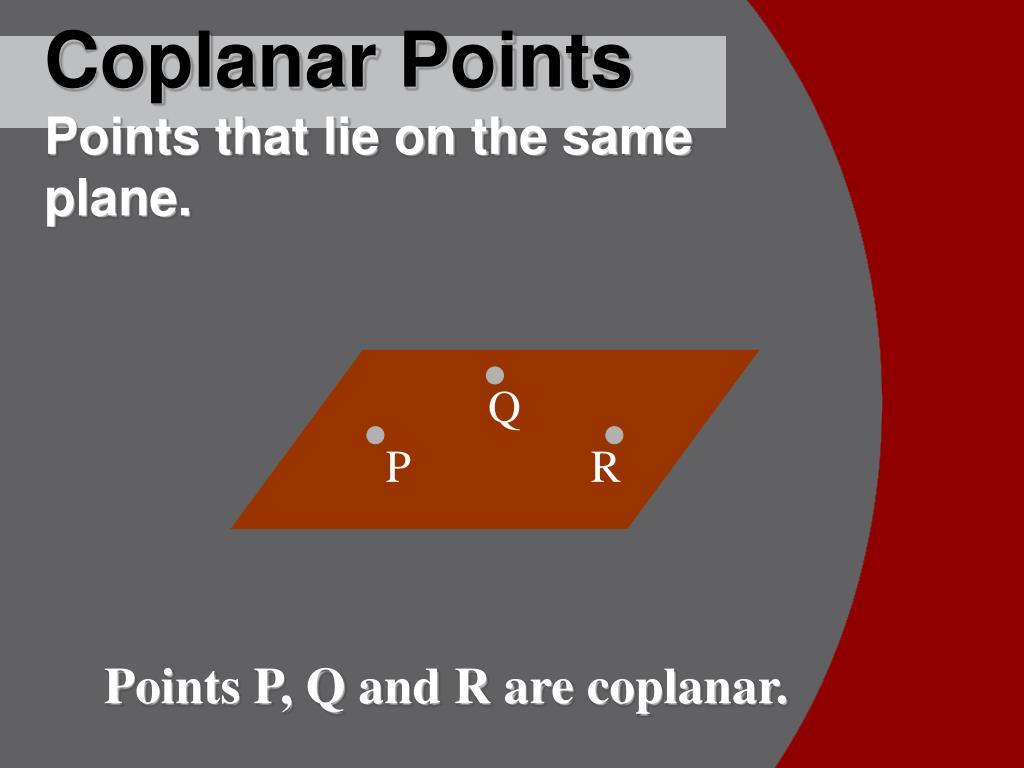 Coplanar Points
Points that lie on the same
plane.
Q
P R
Points P, Q and R are coplanar.